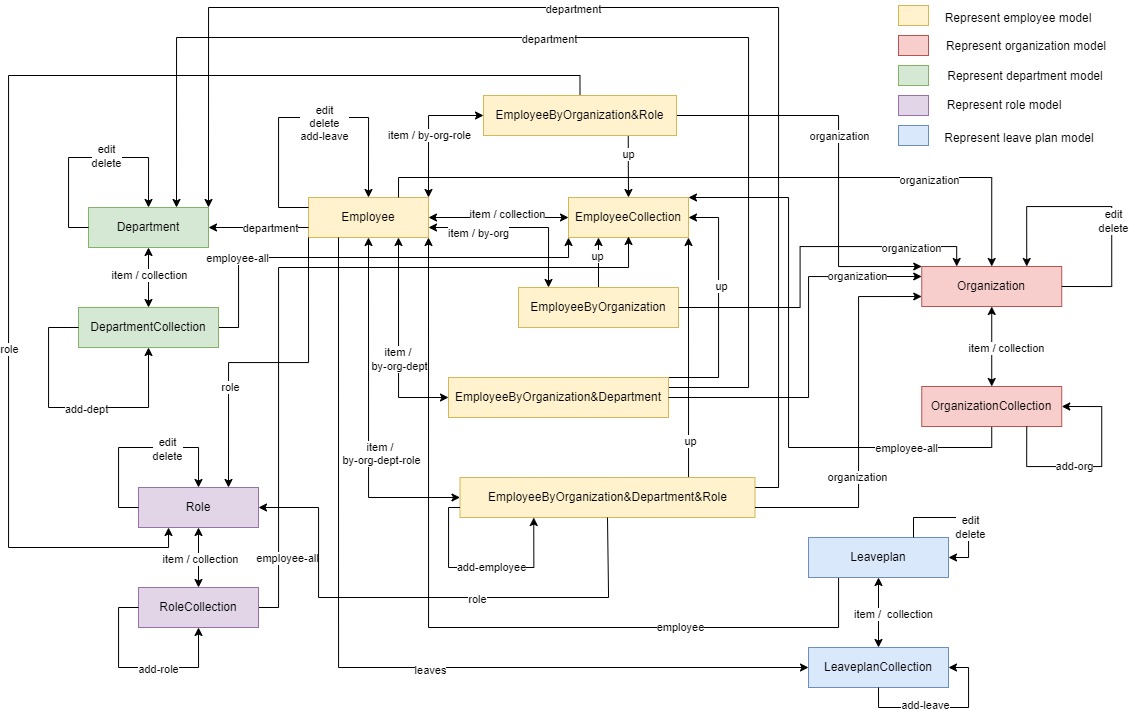 department
Represent employee model
department
Represent organization model
Represent department model
Represent role model
Represent leave plan model
edit
delete
add-leave
EmployeeByOrganization&Role
item / by-org-role
organization
up
edit
delete
organization
Department
Employee
item / collection
EmployeeCollection
edit
delete
department
item / by-org
employee-all
up
organization
item / collection
organization
up
Organization
EmployeeByOrganization
DepartmentCollection
role
item /
by-org-dept
item / collection
role
EmployeeByOrganization&Department
OrganizationCollection
add-dept
edit
delete
item /
by-org-dept-role
up
employee-all
add-org
organization
Role
EmployeeByOrganization&Department&Role
edit
delete
item / collection
employee-all
add-employee
Leaveplan
role
RoleCollection
item / collection
employee
add-role
leaves
LeaveplanCollection
add-leave